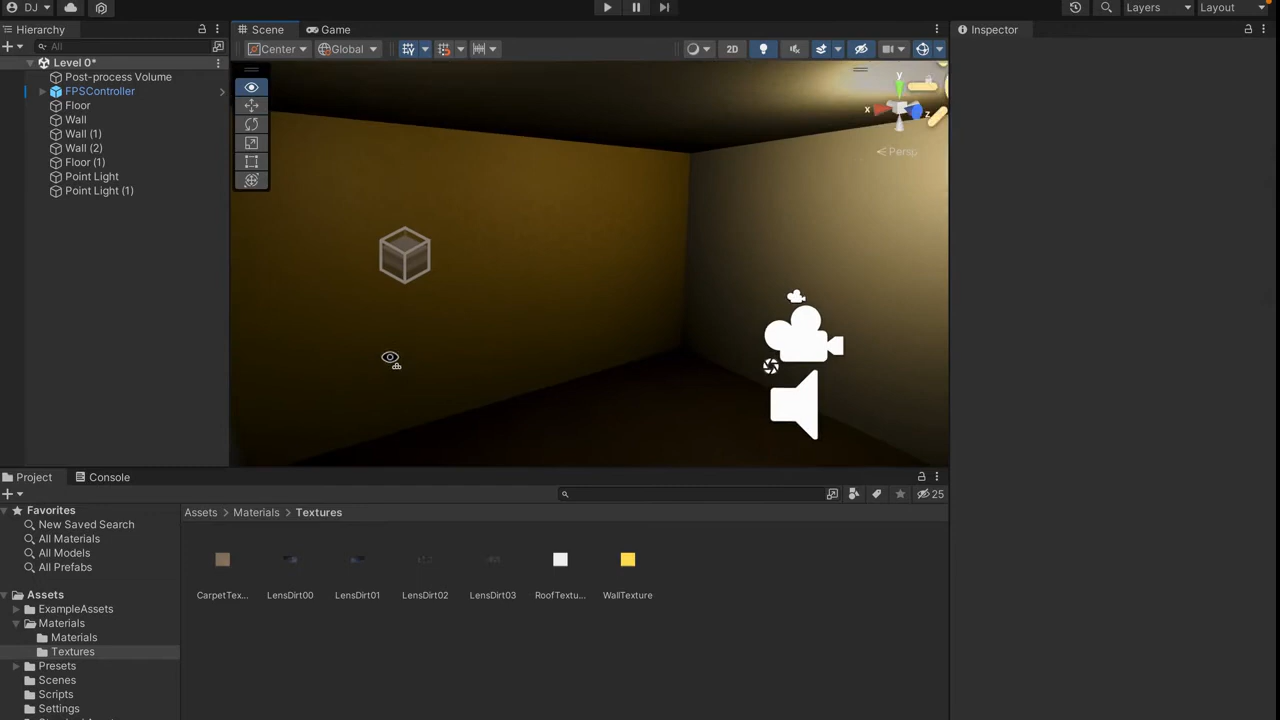 DJ
Layers
Layout
Hierarchy
Scene
Game
Inspector
All
Center
Global
2D
Level 0*
Post-process Volume
FPSController
Floor
Wall
Wall (1)
Wall (2)
Floor (1)
Point Light
Point Light (1)
y
x
z
Persp
Project
Console
25
Favorites
New Saved Search
All Materials
All Models
All Prefabs
Assets
ExampleAssets
Materials
Materials
Textures
Presets
Scenes
Scripts
Settings
Assets > Materials > Textures
CarpetTex...
LensDirt00
LensDirt01
LensDirt02
LensDirt03
RoofTextu...
WallTexture